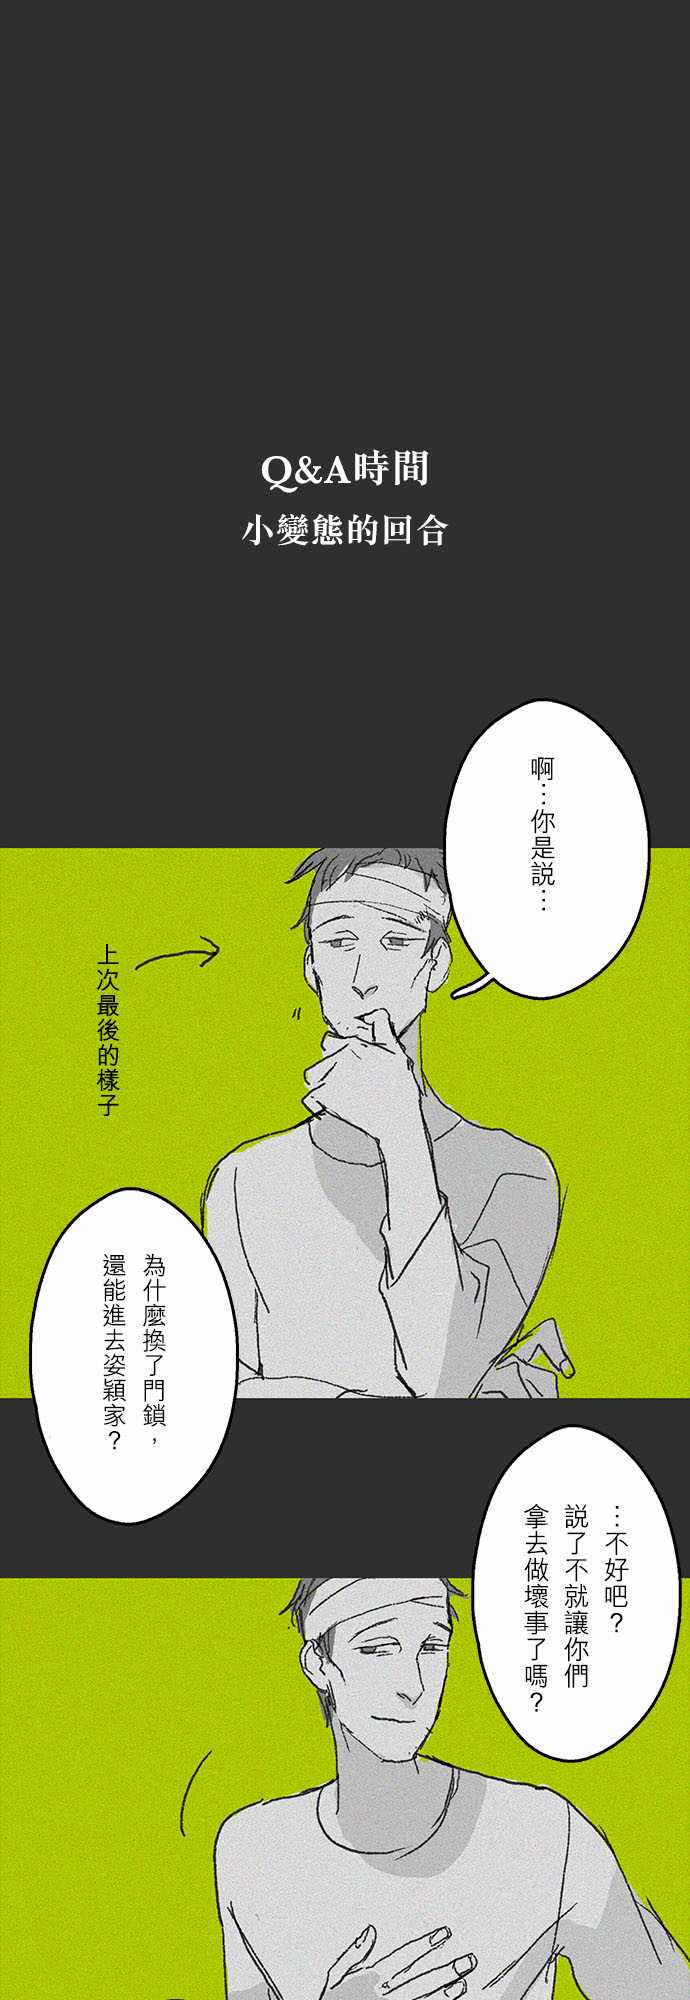 Q&A時間
小變態的回合
啊…你是説…
上次最後的樣子
為什麼換了門鎖，
還能進去姿穎家？
…不好吧？
説了不就讓你們
拿去做壞事了嗎？